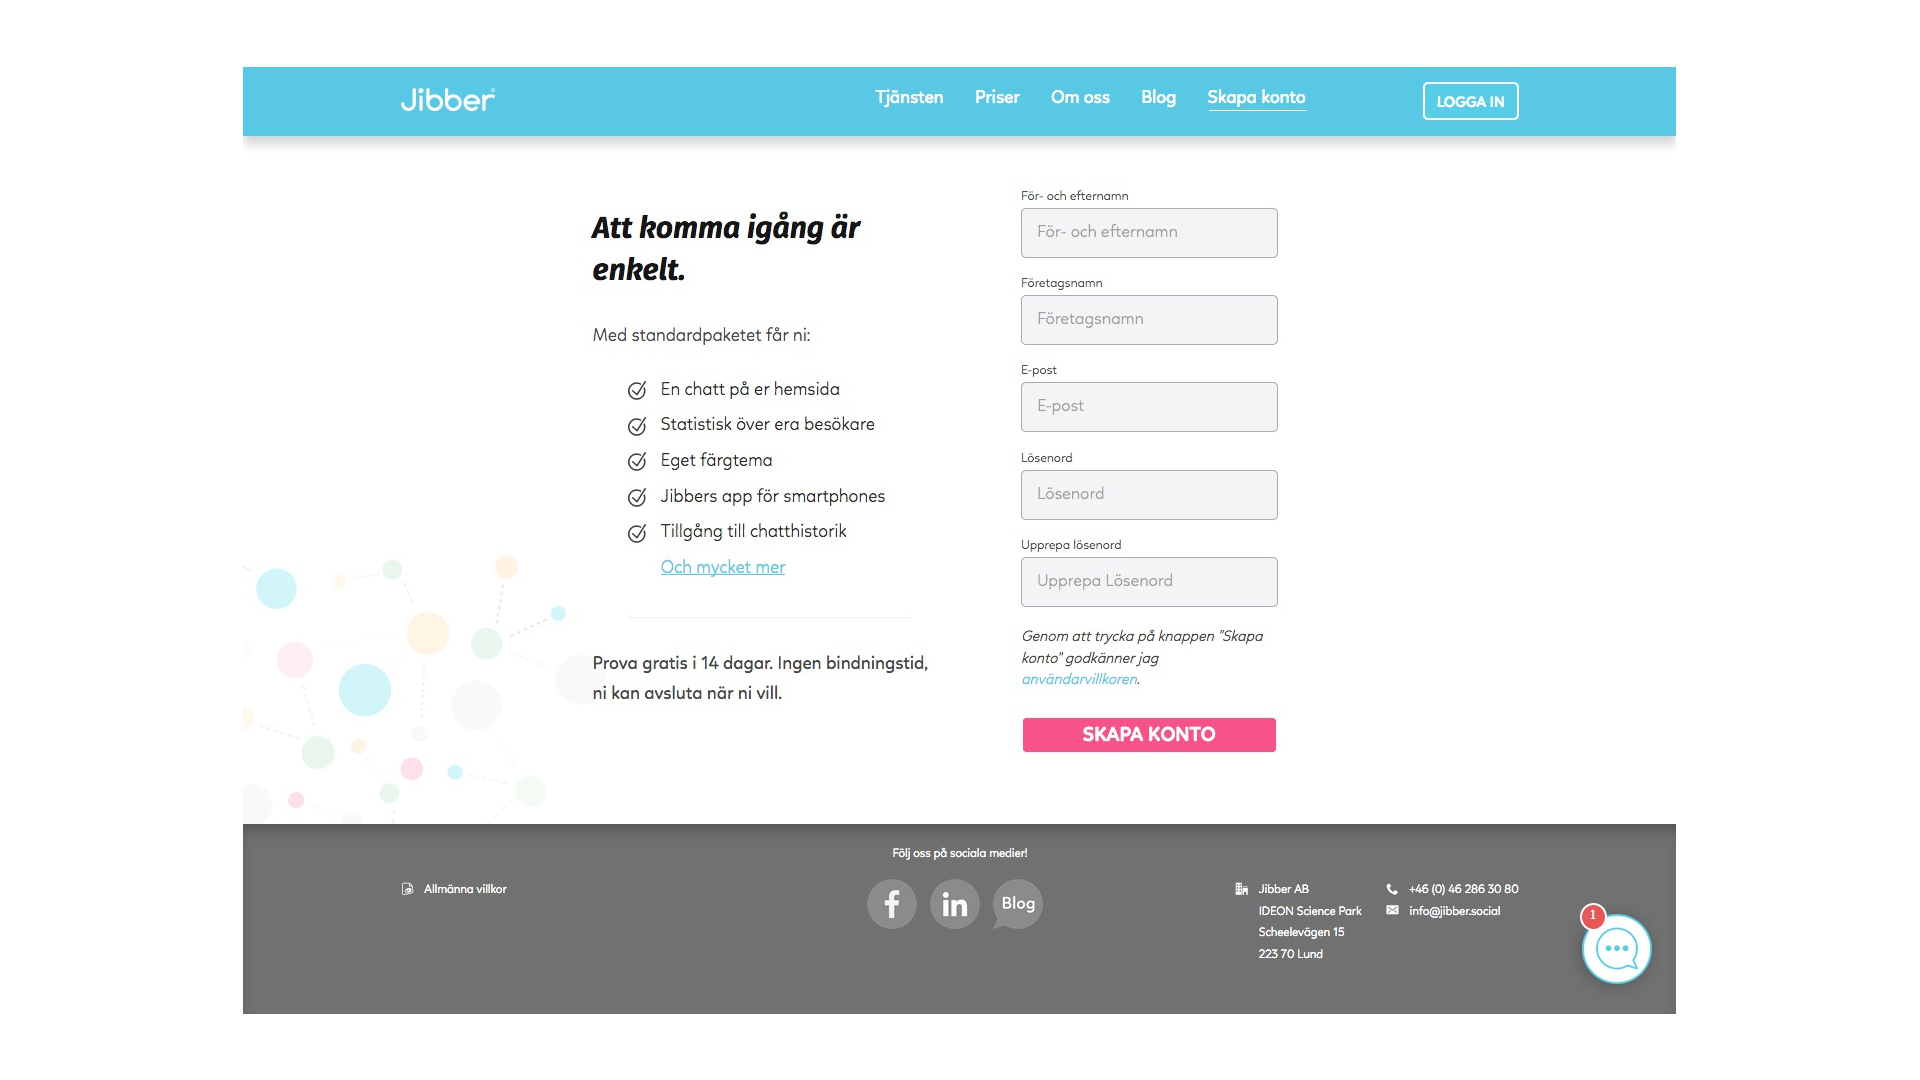 Jibber
Tjänsten Priser Om oss Blog Skapa konto
LOGGA IN
Att komma igång är
enkelt.
Med standardpaketet får ni:
En chatt på er hemsida
Statistisk över era besökare
Eget färgtema
Jibbers app för smartphones
Tillgång till chatthistorik
Och mycket mer
Prova gratis i 14 dagar. Ingen bindningstid,
ni kan avsluta när ni vill.
För- och efternamn
För- och efternamn
Företagsnamn
Företagsnamn
E-post
E-post
Lösenord
Lösenord
Upprepa lösenord
Upprepa Lösenord
Genom att trycka på knappen "Skapa
konto" godkänner jag
användarvillkoren.
SKAPA KONTO
Allmänna villkor
Följ oss på sociala medier!
f
in
Blog
Jibber AB
IDEON Science Park
Scheelevägen 15
223 70 Lund
+46 (0) 46 286 30 80
info@jibber.social
1